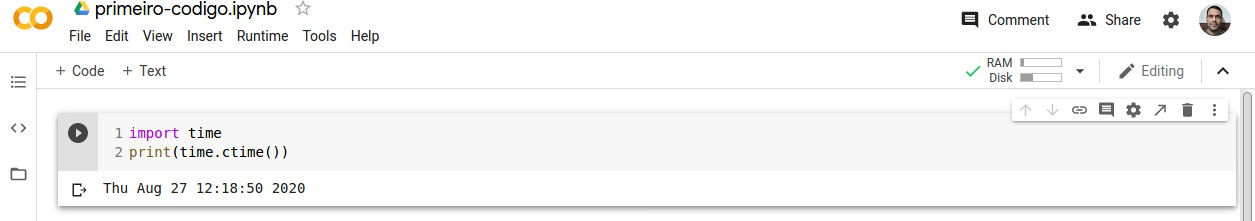 primeiro-codigo.ipynb
File Edit View Insert Runtime Tools Help
Comment Share
+ Code + Text
RAM
Disk
Editing
1 import time
2 print(time.ctime())
Thu Aug 27 12:18:50 2020